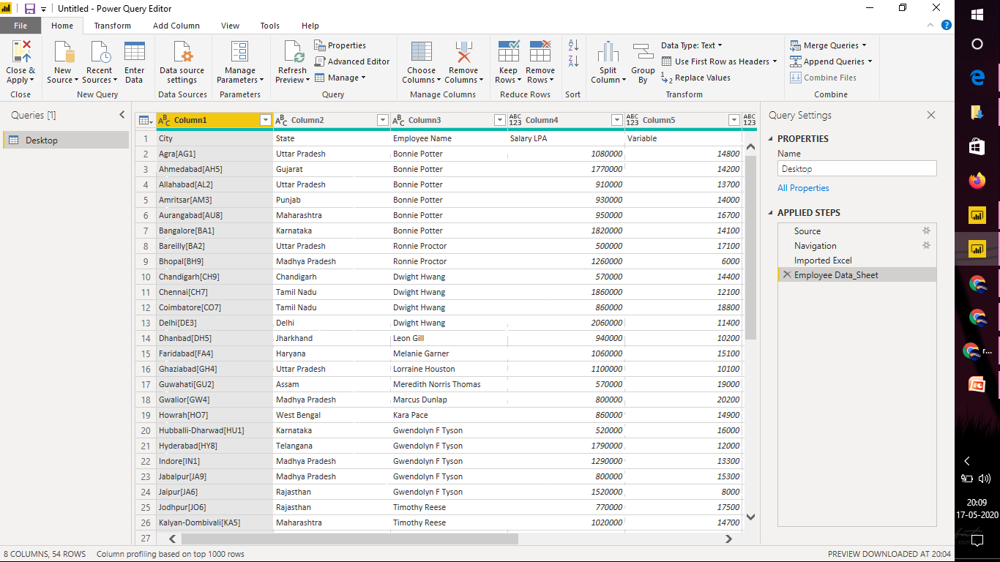 Untitled - Power Query Editor
File Home Transform Add Column View Tools Help
Close & Apply
New Source
Recent Sources
Enter Data
Data source settings
Manage Parameters
Refresh Preview
Properties
Advanced Editor
Manage
Choose Columns
Remove Columns
Keep Rows
Remove Rows
Split Column
Group By
Data Type: Text
Use First Row as Headers
Replace Values
Merge Queries
Append Queries
Combine Files
Close New Query Data Sources Parameters Query Manage Columns Reduce Rows Sort Transform Combine
Queries [1]
Desktop
Column1 Column2 Column3 Column4 Column5
1 City State Employee Name Salary LPA Variable
2 Agra[AG1] Uttar Pradesh Bonnie Potter 1080000 14800
3 Ahmedabad[AH5] Gujarat Bonnie Potter 1770000 14200
4 Allahabad[AL2] Uttar Pradesh Bonnie Potter 910000 13700
5 Amritsar[AM3] Punjab Bonnie Potter 930000 14000
6 Aurangabad[AU8] Maharashtra Bonnie Potter 950000 16700
7 Bangalore[BA1] Karnataka Bonnie Potter 1820000 14100
8 Bareilly[BA2] Uttar Pradesh Ronnie Proctor 500000 17100
9 Bhopal[BH9] Madhya Pradesh Ronnie Proctor 1260000 6000
10 Chandigarh[CH9] Chandigarh Dwight Hwang 570000 14400
11 Chennai[CH7] Tamil Nadu Dwight Hwang 1860000 12100
12 Coimbatore[CO7] Tamil Nadu Dwight Hwang 860000 18800
13 Delhi[DE3] Delhi Dwight Hwang 2060000 11400
14 Dhanbad[DH5] Jharkhand Leon Gill 940000 10200
15 Faridabad[FA4] Haryana Melanie Garner 1060000 15100
16 Ghaziabad[GH4] Uttar Pradesh Lorraine Houston 1100000 10100
17 Guwahati[GU2] Assam Meredith Norris Thomas 570000 19000
18 Gwalior[GW4] Madhya Pradesh Marcus Dunlap 800000 20200
19 Howrah[HO7] West Bengal Kara Pace 860000 14900
20 Hubballi-Dharwad[HU1] Karnataka Gwendolyn F Tyson 520000 16000
21 Hyderabad[HY8] Telangana Gwendolyn F Tyson 1790000 12000
22 Indore[IN1] Madhya Pradesh Gwendolyn F Tyson 1290000 13300
23 Jabalpur[JA9] Madhya Pradesh Gwendolyn F Tyson 800000 15300
24 Jaipur[JA6] Rajasthan Gwendolyn F Tyson 1520000 8000
25 Jodhpur[JO6] Rajasthan Timothy Reese 770000 17500
26 Kalyan-Dombivali[KA5] Maharashtra Timothy Reese 1020000 14700
27
Query Settings
PROPERTIES
Name
Desktop
All Properties
APPLIED STEPS
Source
Navigation
Imported Excel
Employee Data_Sheet
8 COLUMNS, 54 ROWS Column profiling based on top 1000 rows PREVIEW DOWNLOADED AT 20:04
r...
20:09
17-05-2020